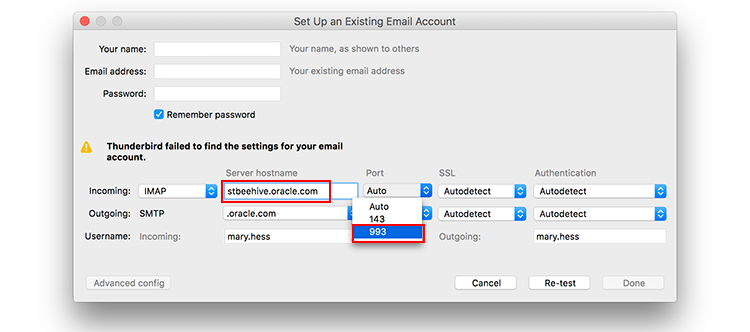 Set Up an Existing Email Account
Your name: Your name, as shown to others
Email address: Your existing email address
Password:
Remember password
Thunderbird failed to find the settings for your email
account.
Server hostname Port SSL Authentication
Incoming: IMAP stbeehive.oracle.com Auto Autodetect Autodetect
Auto
Outgoing: SMTP .oracle.com 143 Autodetect Autodetect
993
Username: Incoming: mary.hess Outgoing: mary.hess
Advanced config Cancel Re-test Done